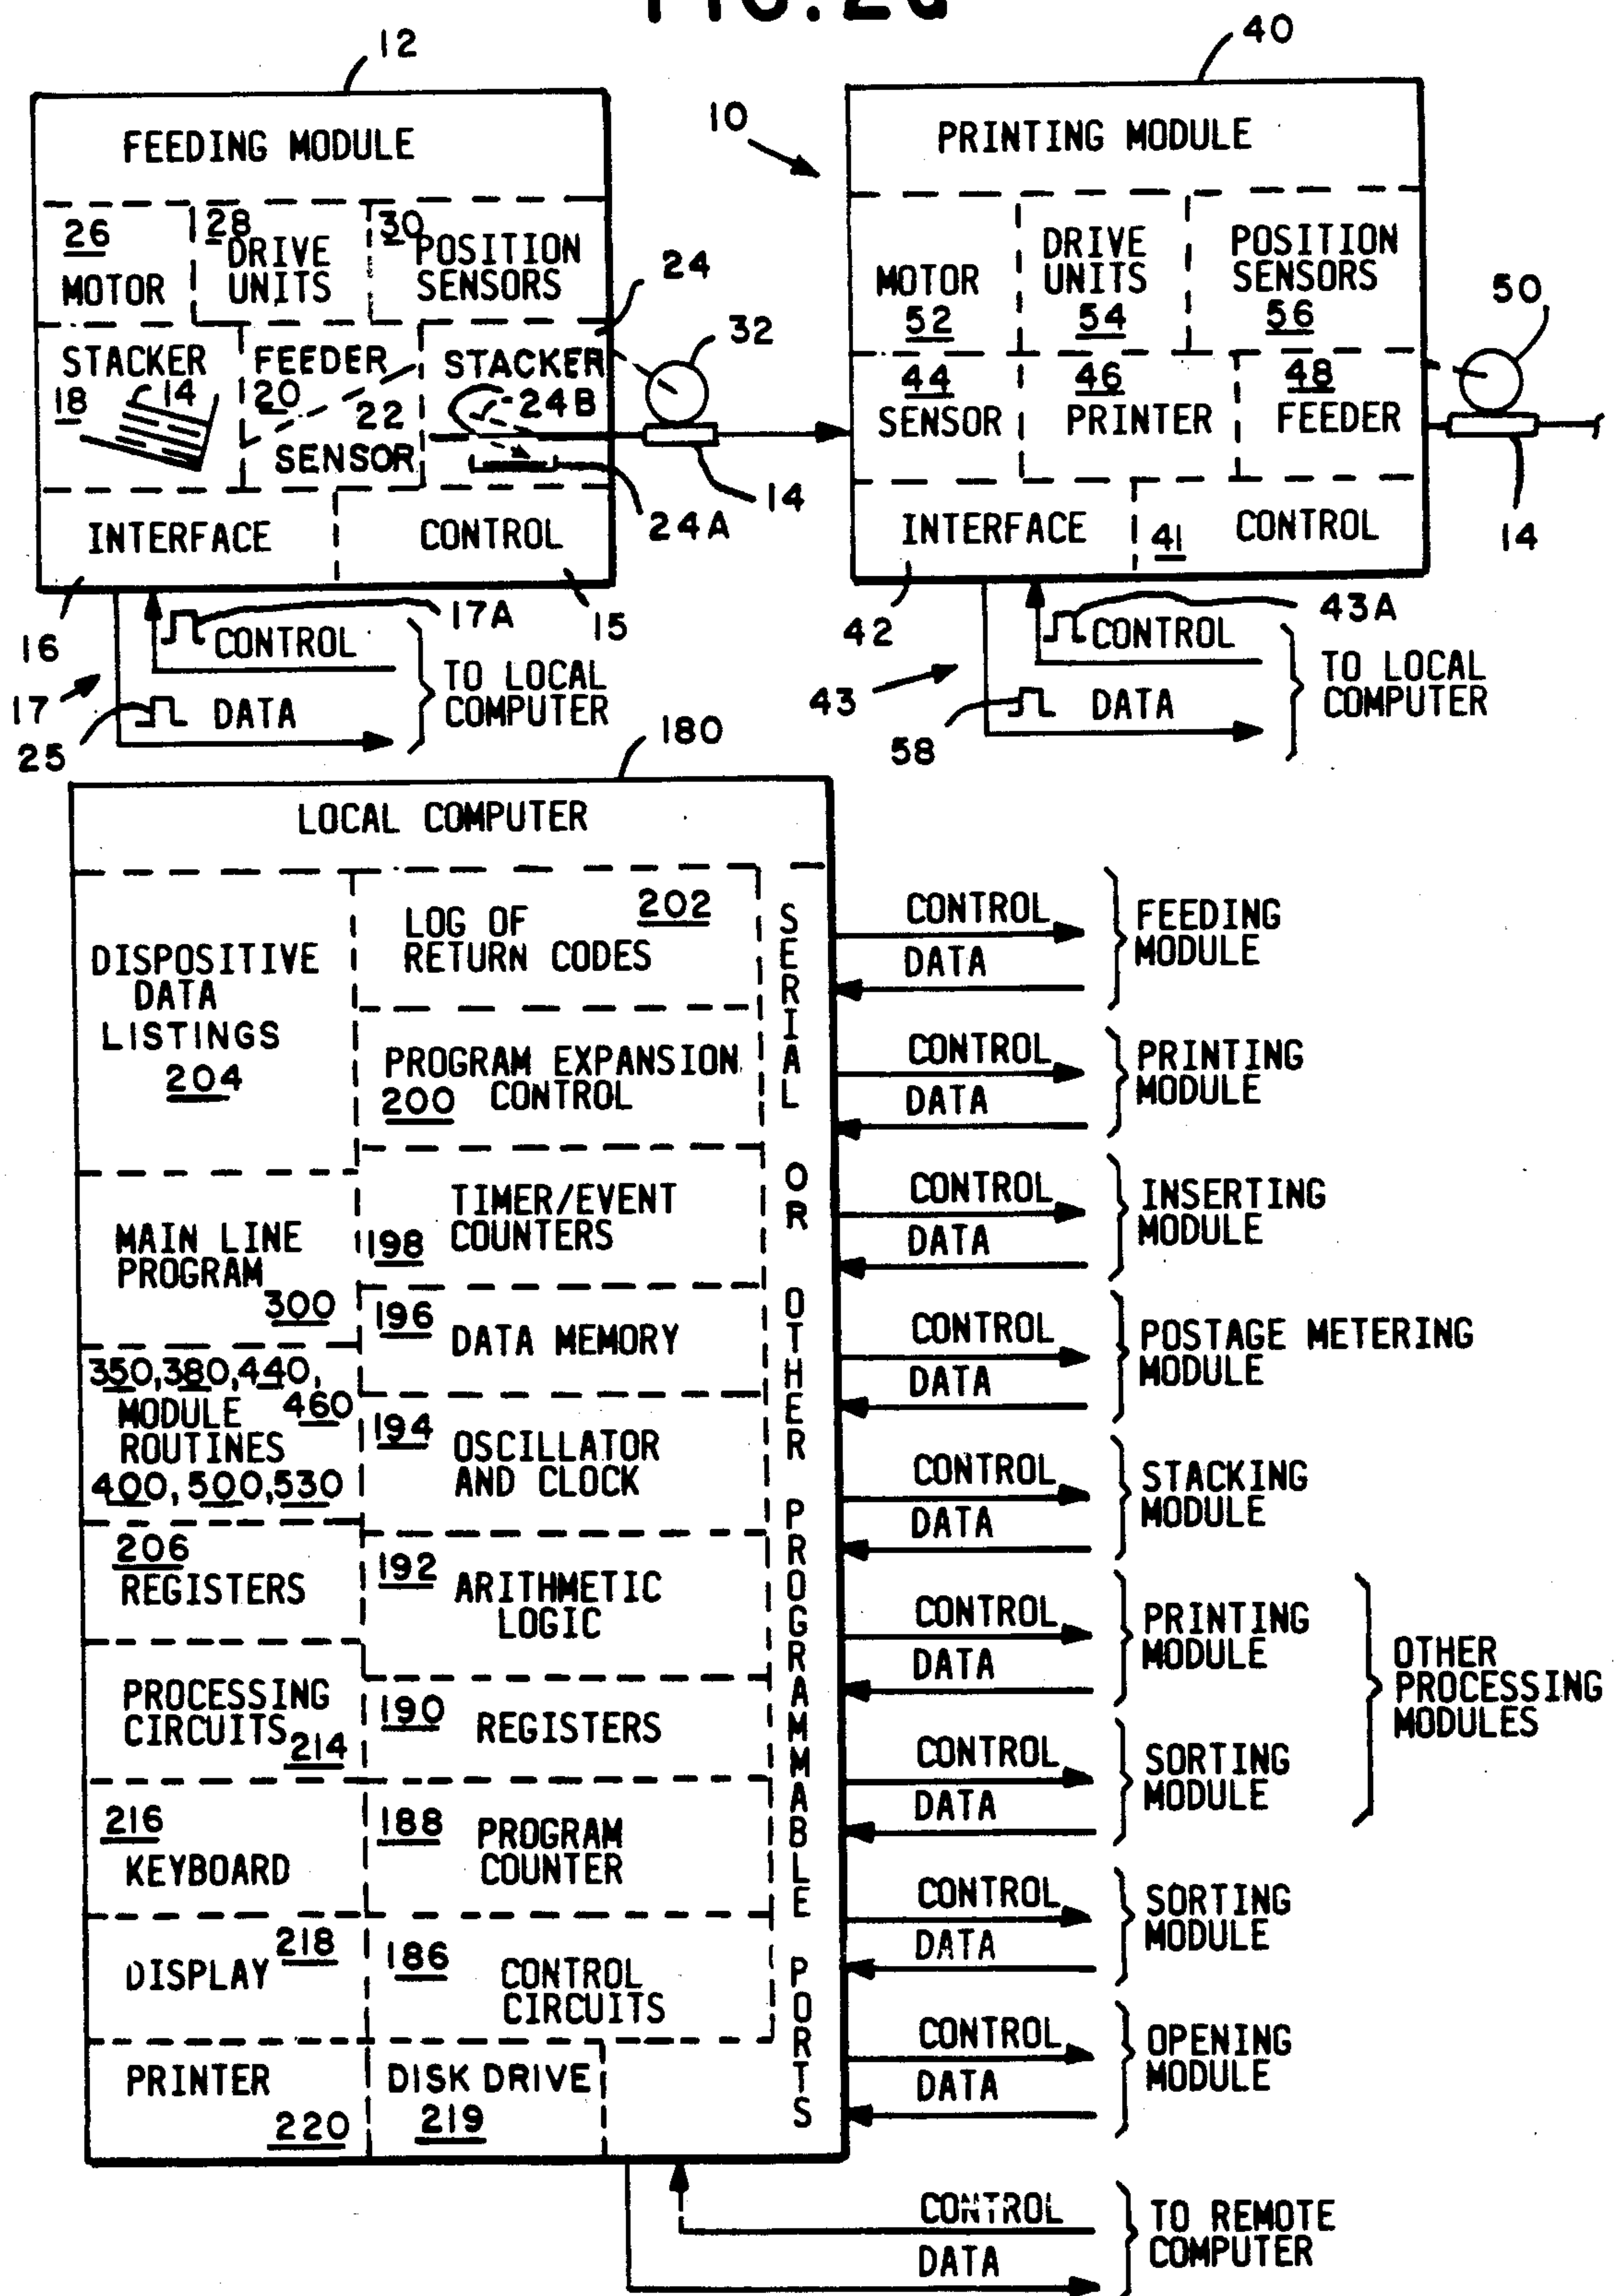 FIG. 2a
12
FEEDING MODULE
26
MOTOR
28
DRIVE
UNITS
30
POSITION
SENSORS
24
STACKER
14
18
FEEDER
20
22
SENSOR
STACKER
24B
32
14
24A
INTERFACE
CONTROL
16
15
17A
CONTROL
17
DATA
25
TO LOCAL
COMPUTER
10
40
PRINTING MODULE
MOTOR
52
DRIVE
UNITS
54
POSITION
SENSORS
56
50
44
SENSOR
46
PRINTER
48
FEEDER
14
INTERFACE
41
CONTROL
42
43A
CONTROL
43
DATA
58
TO LOCAL
COMPUTER
180
LOCAL COMPUTER
DISPOSITIVE
DATA
LISTINGS
204
LOG OF
RETURN CODES
202
PROGRAM EXPANSION
200 CONTROL
MAIN LINE
PROGRAM
300
TIMER/EVENT
198 COUNTERS
196
DATA MEMORY
350,380,440,
MODULE 460
ROUTINES
400,500,530
194 OSCILLATOR
AND CLOCK
206
REGISTERS
192 ARITHMETIC
LOGIC
PROCESSING
CIRCUITS
214
190
REGISTERS
216
KEYBOARD
188 PROGRAM
COUNTER
218
DISPLAY
186 CONTROL
CIRCUITS
PRINTER
220
DISK DRIVE
219
SERIAL OR OTHER PROGRAMMABLE PORTS
CONTROL
DATA
FEEDING
MODULE
CONTROL
DATA
PRINTING
MODULE
CONTROL
DATA
INSERTING
MODULE
CONTROL
DATA
POSTAGE METERING
MODULE
CONTROL
DATA
STACKING
MODULE
CONTROL
DATA
PRINTING
MODULE
CONTROL
DATA
SORTING
MODULE
OTHER
PROCESSING
MODULES
CONTROL
DATA
SORTING
MODULE
CONTROL
DATA
OPENING
MODULE
CONTROL
DATA
TO REMOTE
COMPUTER